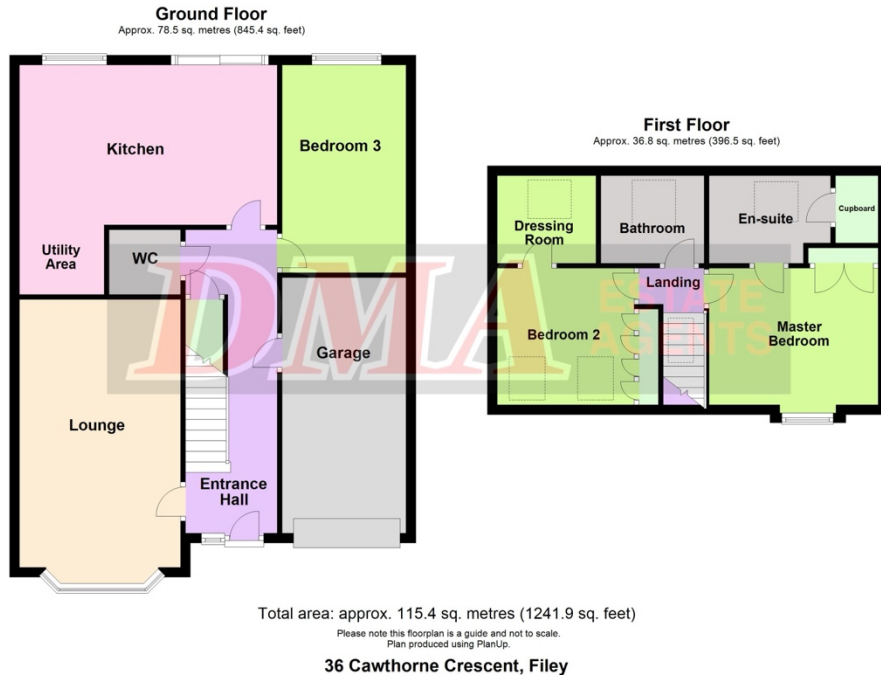 Ground Floor
Approx. 78.5 sq. metres (845.4 sq. feet)
Kitchen
Bedroom 3
Utility
Area
WC
Garage
Lounge
Entrance
Hall
First Floor
Approx. 36.8 sq. metres (396.5 sq. feet)
Dressing
Room
Bathroom
En-suite
Cupboard
Landing
Bedroom 2
Master
Bedroom
DMA
ESTATE
AGENTS
Total area: approx. 115.4 sq. metres (1241.9 sq. feet)
Please note this floorplan is a guide and not to scale.
Plan produced using PlanUp.
36 Cawthorne Crescent, Filey